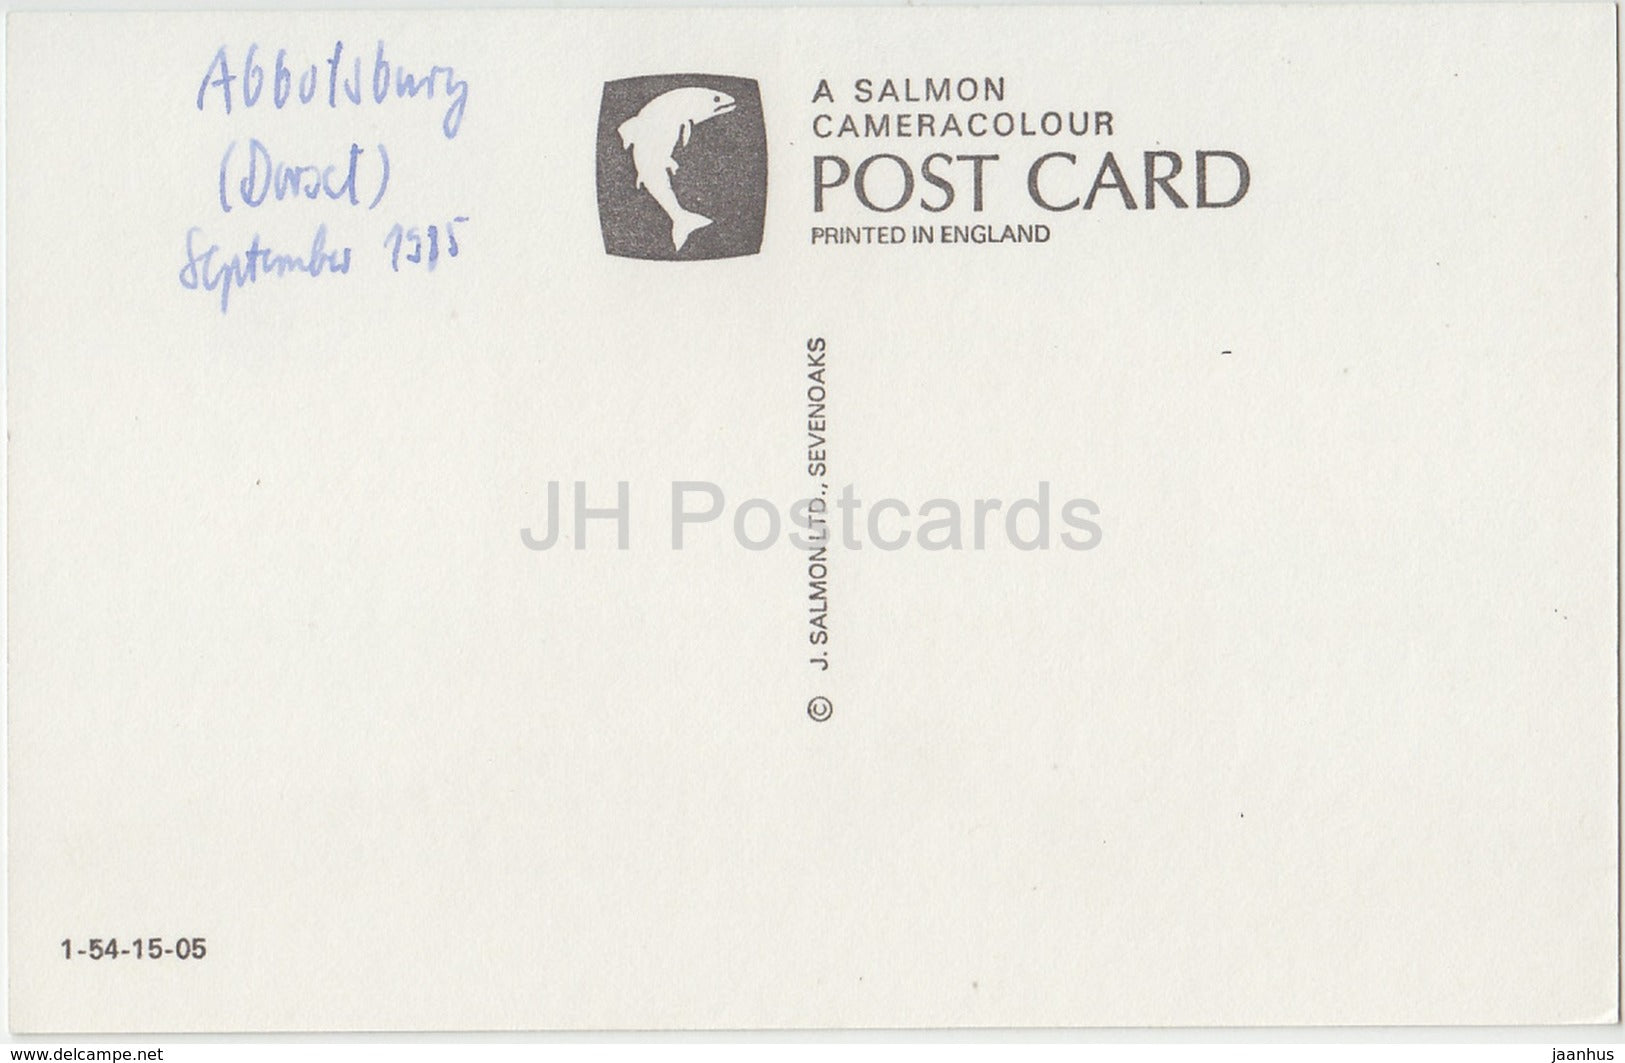 Abbotsbury
(Dorset)
September 1985
A SALMON
CAMERACOLOUR
POST CARD
PRINTED IN ENGLAND
© J. SALMON LTD., SEVENOAKS
JH Postcards
1-54-15-05
www.delcampe.net
jaanhus